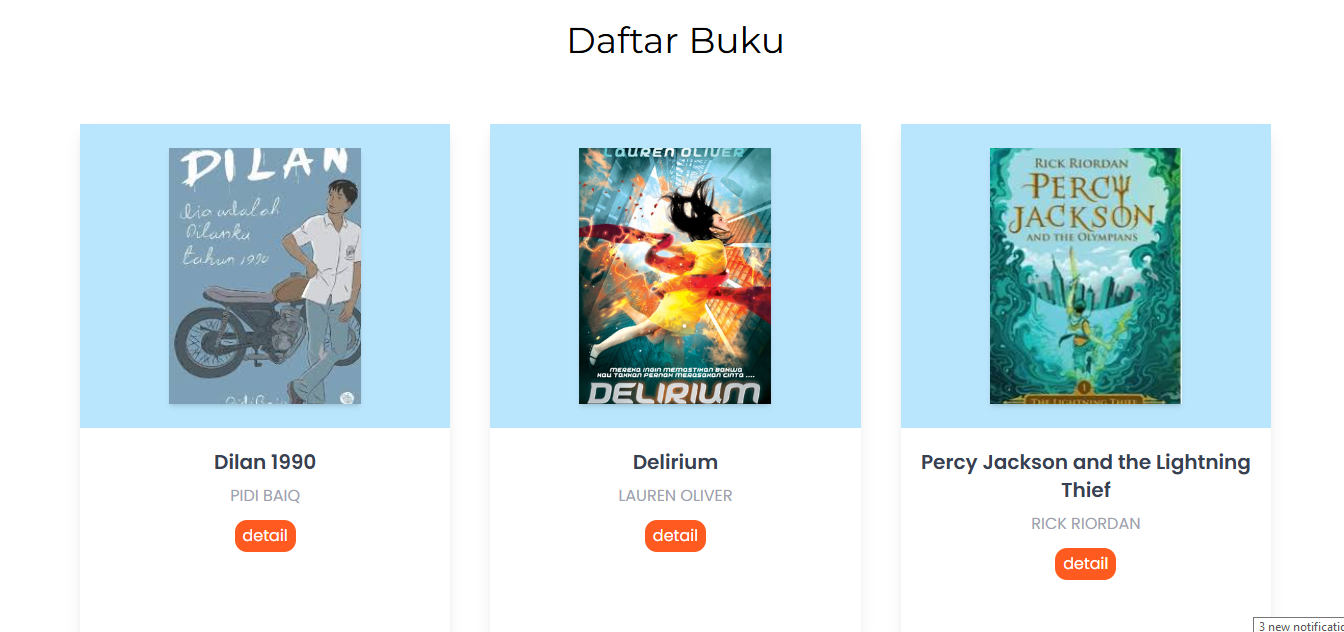 Daftar Buku
DILAN
dia adalah
Dilanku
tahun 1990
LAUREN OLIVER
MEREKA INGIN MEMASTIKAN BAHWA
KAU TAKKAN PERNAH MERASAKAN CINTA ....
DELIRIUM
RICK RIORDAN
PERCY
JACKSON
AND THE OLYMPIANS
1
THE LIGHTNING THIEF
Dilan 1990
PIDI BAIQ
detail
Delirium
LAUREN OLIVER
detail
Percy Jackson and the Lightning
Thief
RICK RIORDAN
detail
3 new notificatio